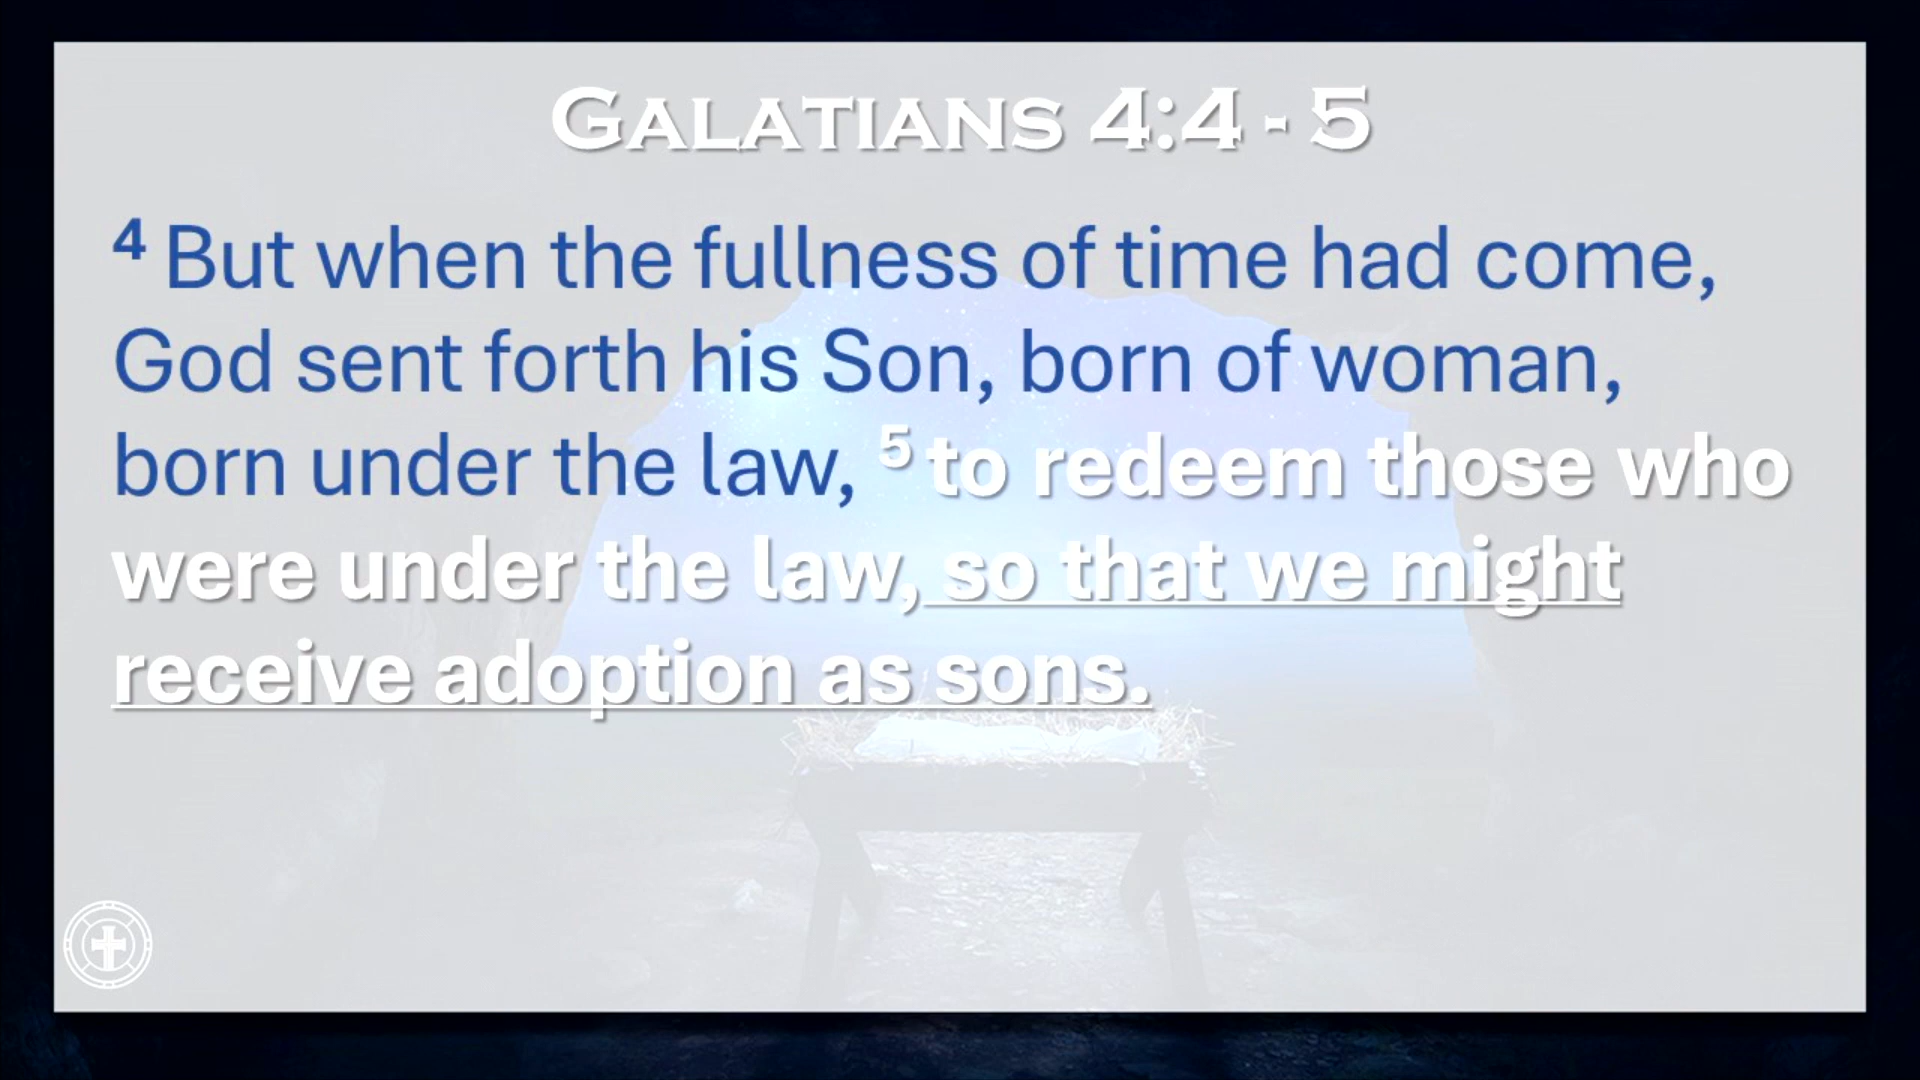 Galatians 4:4 - 5
4 But when the fullness of time had come,
God sent forth his Son, born of woman,
born under the law, 5 to redeem those who
were under the law, so that we might
receive adoption as sons.